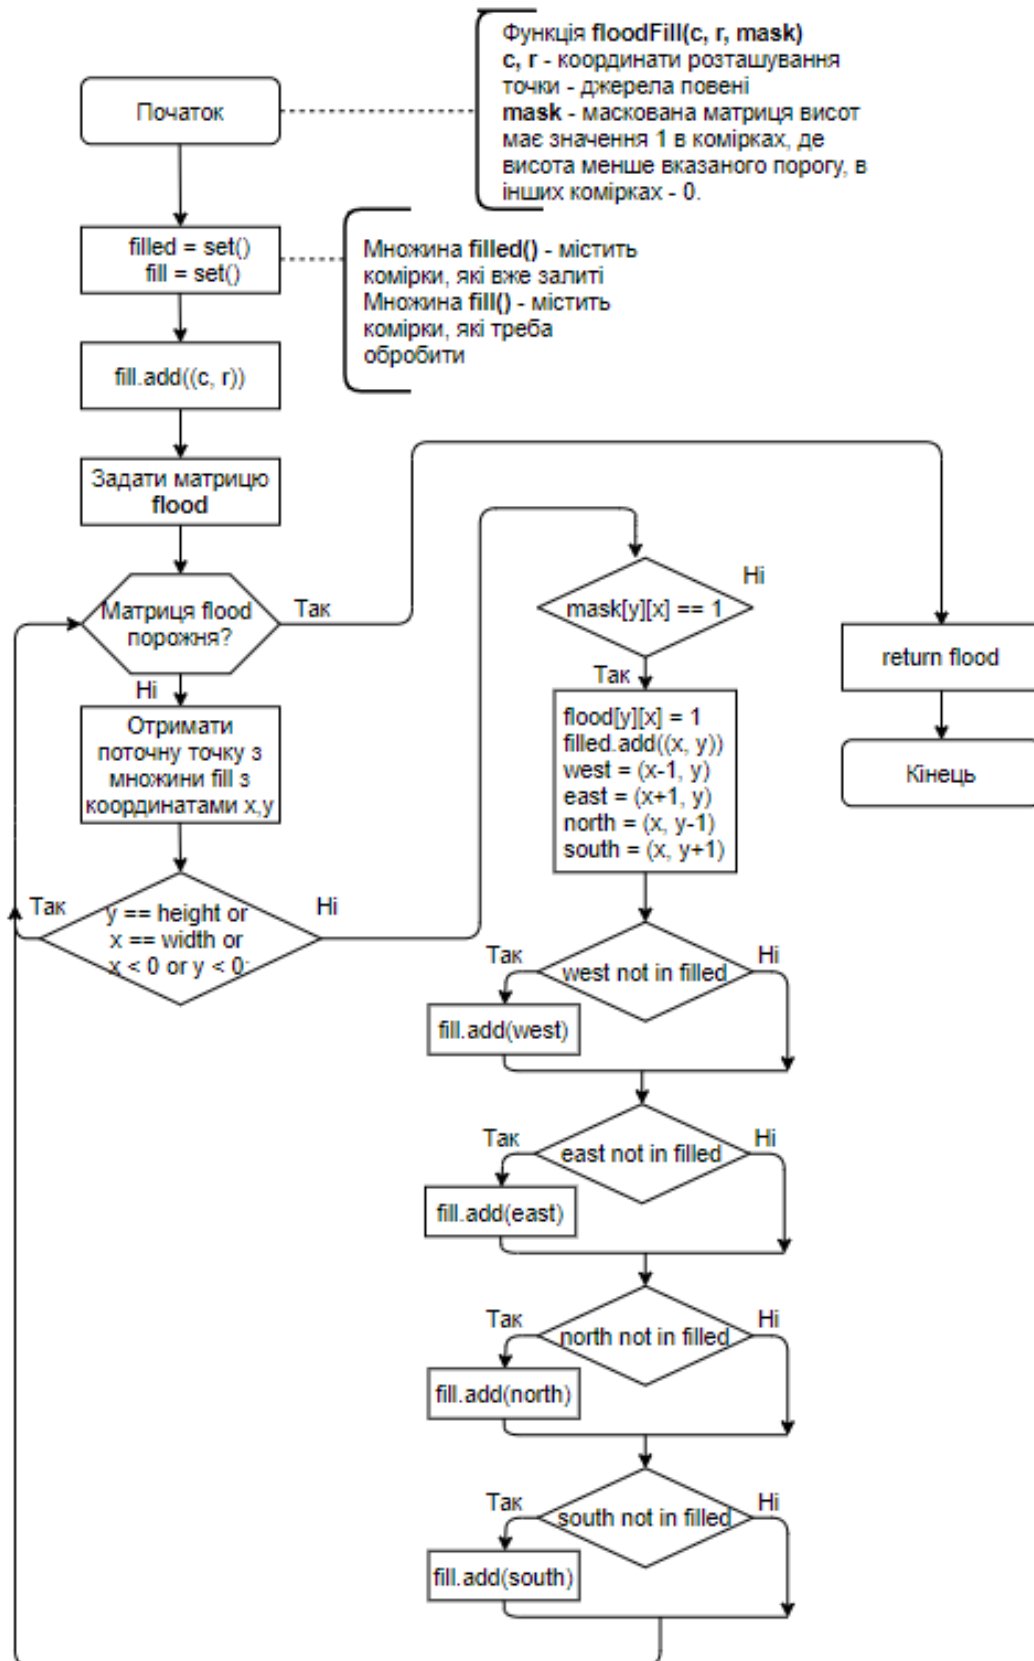 Функція floodFill(c, r, mask)
c, r - координати розташування
точки - джерела повені
mask - маскована матриця висот
має значення 1 в комірках, де
висота менше вказаного порогу, в
інших комірках - 0.
Початок
filled = set()
fill = set()
Множина filled() - містить
комірки, які вже залиті
Множина fill() - містить
комірки, які треба
обробити
fill.add((c, r))
Задати матрицю
flood
Матриця flood
порожня?
Так
Ні
Отримати
поточну точку з
множини fill з
координатами x,y
Так
y == height or
x == width or
x < 0 or y < 0:
Ні
mask[y][x] == 1
Ні
Так
flood[y][x] = 1
filled.add((x, y))
west = (x-1, y)
east = (x+1, y)
north = (x, y-1)
south = (x, y+1)
return flood
Кінець
Так
west not in filled
Ні
fill.add(west)
Так
east not in filled
Ні
fill.add(east)
Так
north not in filled
Ні
fill.add(north)
Так
south not in filled
Ні
fill.add(south)